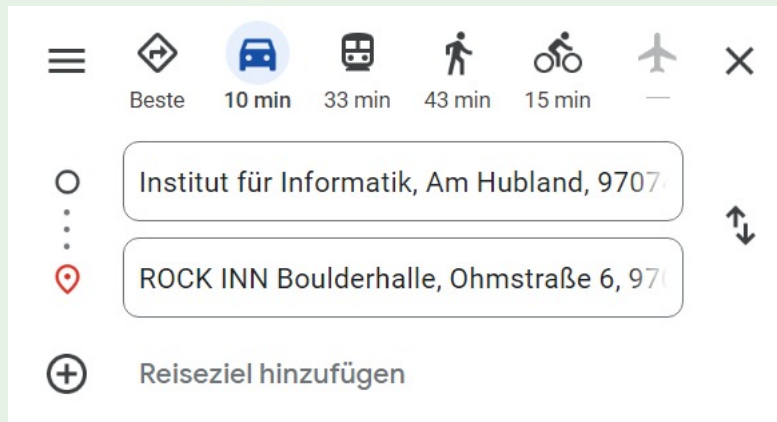 Beste 10 min 33 min 43 min 15 min —
Institut für Informatik, Am Hubland, 9707
ROCK INN Boulderhalle, Ohmstraße 6, 97
Reiseziel hinzufügen